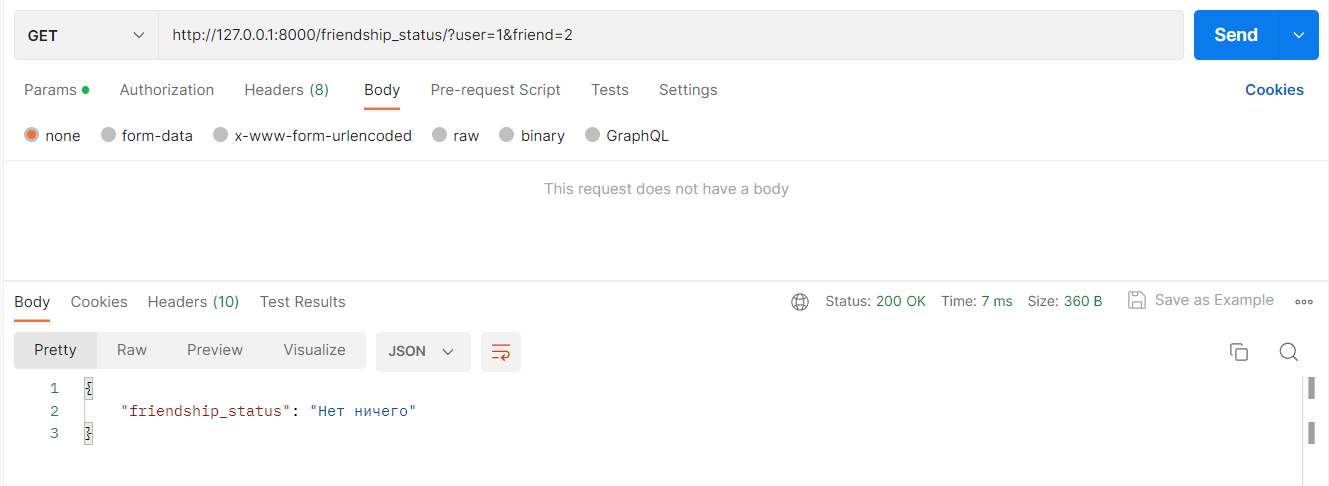 GET http://127.0.0.1:8000/friendship_status/?user=1&friend=2 Send
Params Authorization Headers (8) Body Pre-request Script Tests Settings Cookies
none form-data x-www-form-urlencoded raw binary GraphQL
This request does not have a body
Body Cookies Headers (10) Test Results Status: 200 OK Time: 7 ms Size: 360 B Save as Example
Pretty Raw Preview Visualize JSON
1 {
2 "friendship_status": "Нет ничего"
3 }